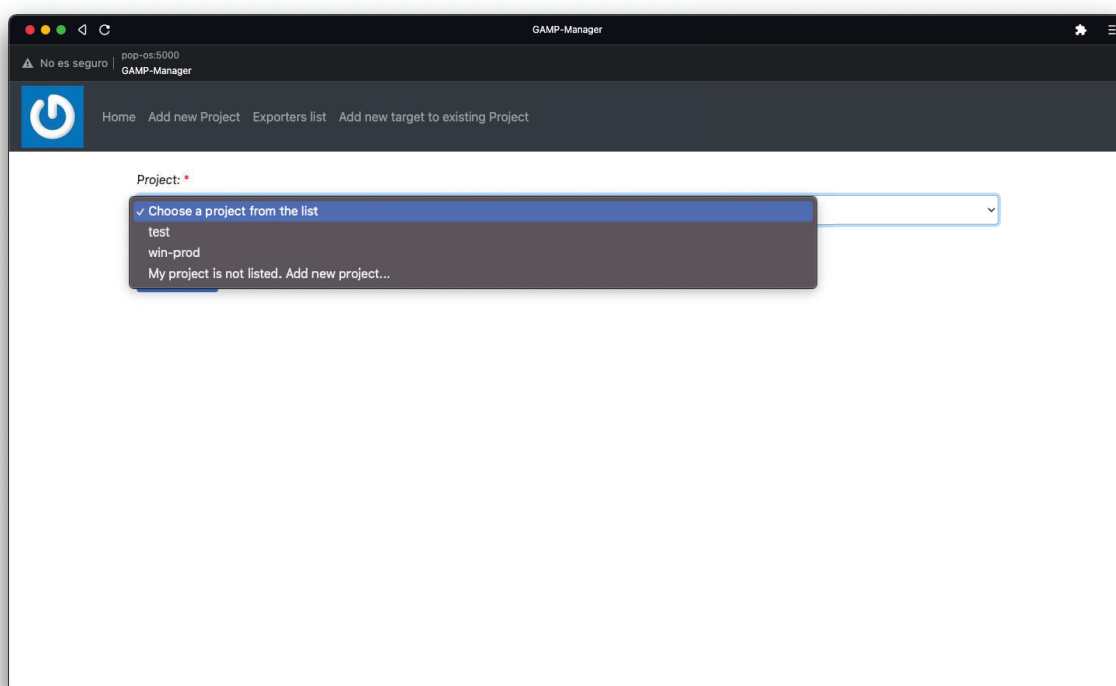 GAMP-Manager
No es seguro
pop-os:5000
GAMP-Manager
Home Add new Project Exporters list Add new target to existing Project
Project: *
✓ Choose a project from the list
test
win-prod
My project is not listed. Add new project...